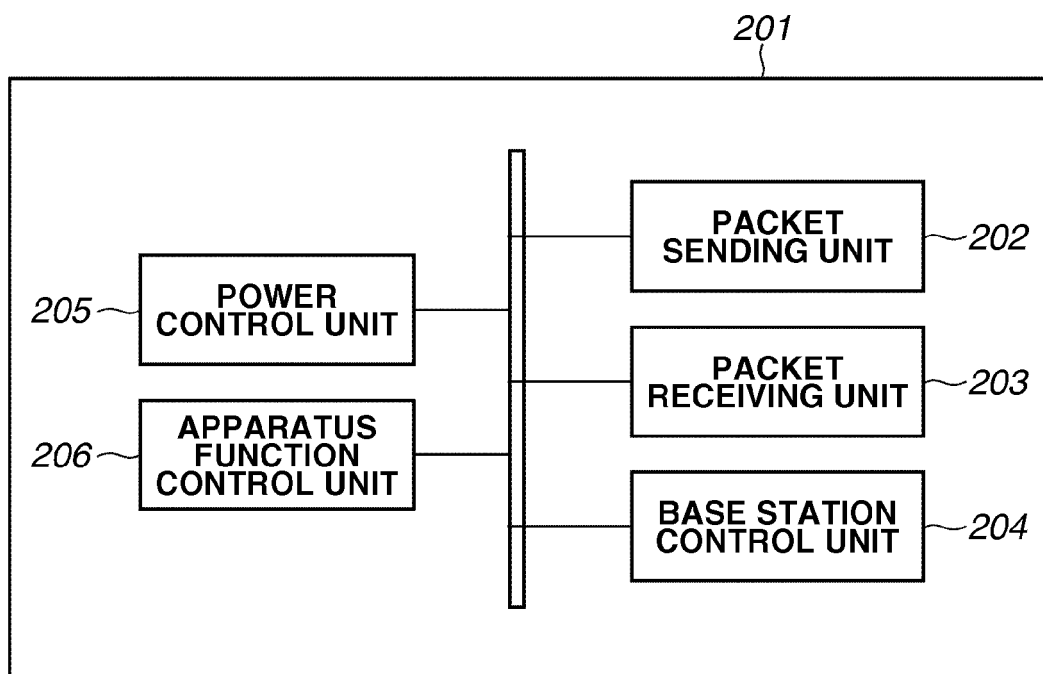 201
PACKET
SENDING UNIT
202
POWER
CONTROL UNIT
205
PACKET
RECEIVING UNIT
203
APPARATUS
FUNCTION
CONTROL UNIT
206
BASE STATION
CONTROL UNIT
204